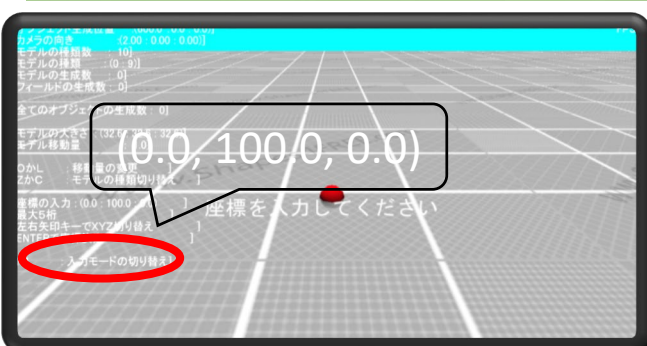 カメラの向き :(2.00 : 0.00 : 0.00)]
モデルの種類数 : 10]
モデルの種類 : (0 : 9)]
モデルの生成数 : 0]
フィールドの生成数 : 0]
全てのオブジェクトの生成数 : 0]
モデルの大きさ : (32.6
モデル移動量
(0.0, 100.0, 0.0)
OかL : 移動量の変更 ]
ZかC : モデルの種類切り替え ]
座標の入力 : (0.0 : 100.0 : ]
座標を入力してください
最大5桁 ]
左右矢印キーでXYZ切り替え ]
ENTER ]
: 入力モードの切り替え]